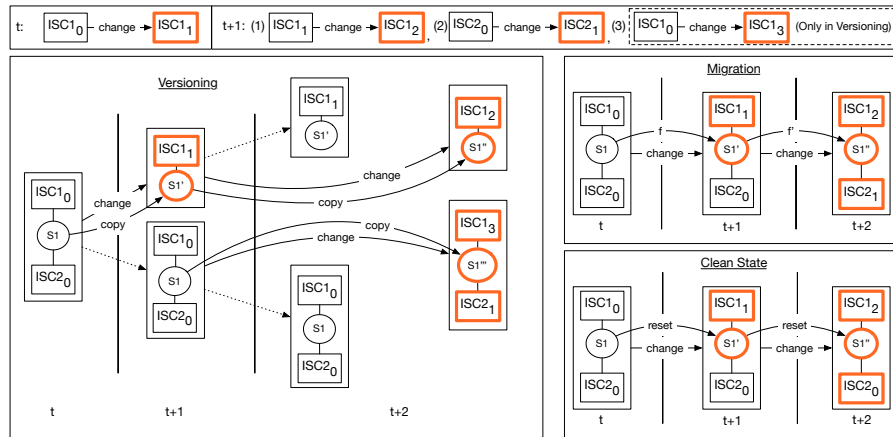 t: ISC1₀ change ISC1₁ t+1: (1) ISC1₁ change ISC1₂ , (2) ISC2₀ change ISC2₁ , (3) ISC1₀ change ISC1₃ (Only in Versioning)
Versioning
ISC1₀
S1
ISC2₀
change
copy
ISC1₁
S1'
ISC1₀
S1
ISC2₀
ISC1₁
S1'
change
copy
ISC1₂
S1''
copy
change
ISC1₃
S1'''
ISC2₁
ISC1₀
S1
ISC2₀
t t+1 t+2
Migration
ISC1₀ ISC1₁ ISC1₂
S1 f S1' f' S1''
change change
ISC2₀ ISC2₀ ISC2₁
t t+1 t+2
Clean State
ISC1₀ ISC1₁ ISC1₂
S1 reset S1' reset S1''
change change
ISC2₀ ISC2₀ ISC2₀
t t+1 t+2